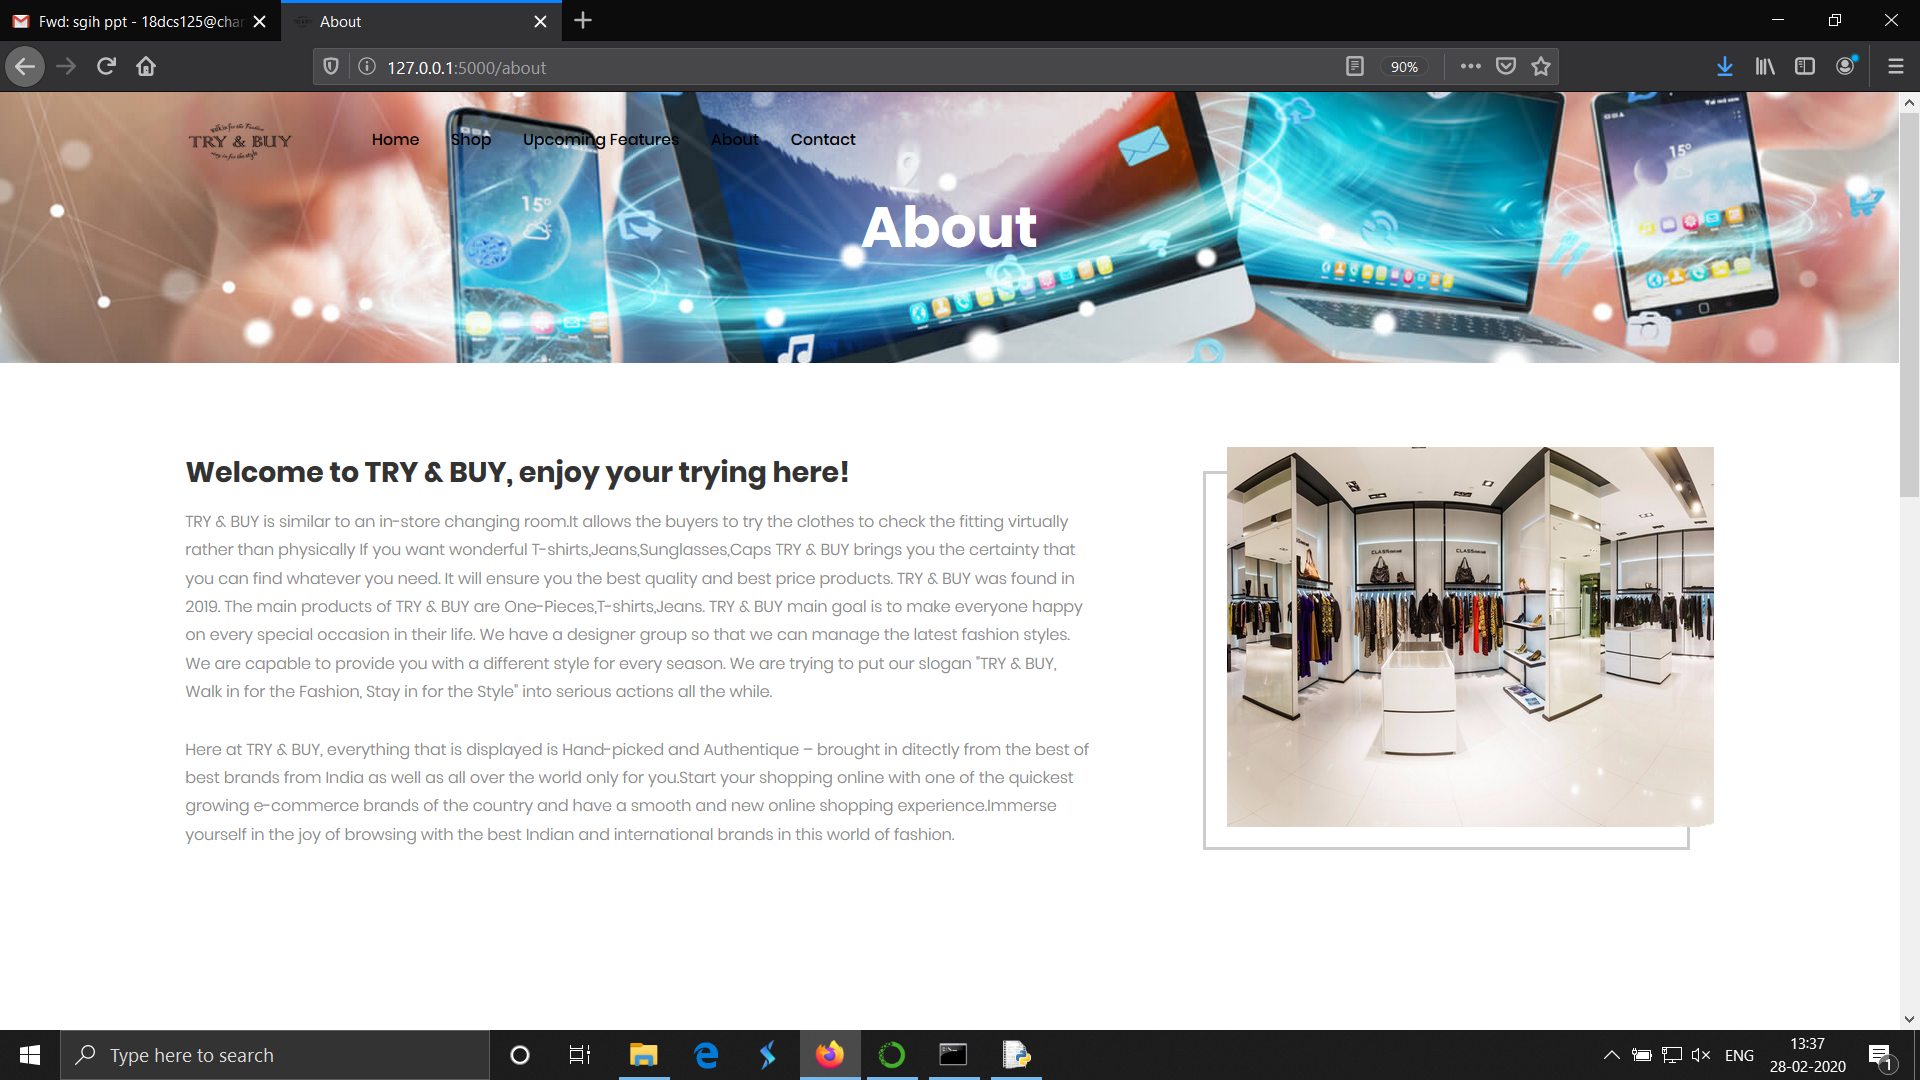 Fwd: sgih ppt - 18dcs125@char
About
127.0.0.1:5000/about
90%
TRY & BUY
Home
Shop
Upcoming Features
About
Contact
About
15°
15°
Welcome to TRY & BUY, enjoy your trying here!
TRY & BUY is similar to an in-store changing room.It allows the buyers to try the clothes to check the fitting virtually
rather than physically If you want wonderful T-shirts,Jeans,Sunglasses,Caps TRY & BUY brings you the certainty that
you can find whatever you need. It will ensure you the best quality and best price products. TRY & BUY was found in
2019. The main products of TRY & BUY are One-Pieces,T-shirts,Jeans. TRY & BUY main goal is to make everyone happy
on every special occasion in their life. We have a designer group so that we can manage the latest fashion styles.
We are capable to provide you with a different style for every season. We are trying to put our slogan "TRY & BUY,
Walk in for the Fashion, Stay in for the Style" into serious actions all the while.
Here at TRY & BUY, everything that is displayed is Hand-picked and Authentique – brought in ditectly from the best of
best brands from India as well as all over the world only for you.Start your shopping online with one of the quickest
growing e-commerce brands of the country and have a smooth and new online shopping experience.Immerse
yourself in the joy of browsing with the best Indian and international brands in this world of fashion.
CLASS
CLASS
Type here to search
ENG
13:37
28-02-2020
1